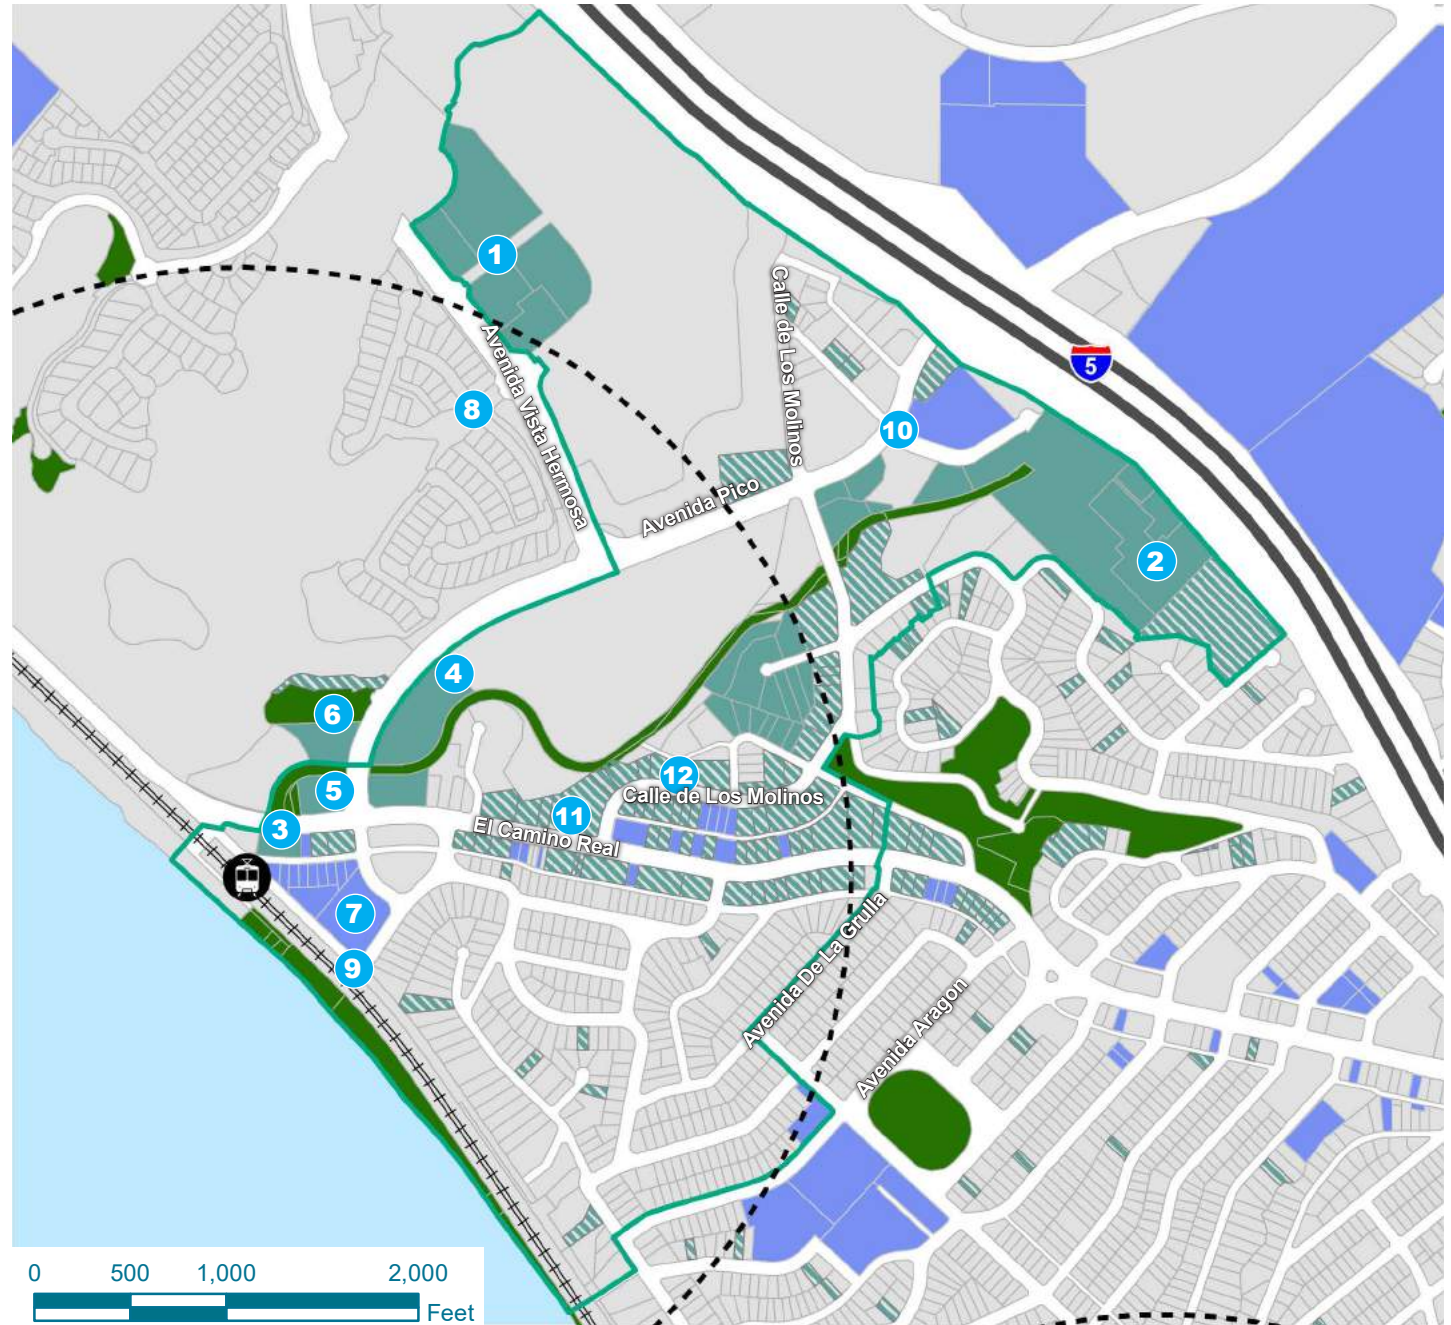 1
Calle de Los Molinos
Avenida Vista Hermosa
5
8
10
Avenida Pico
2
4
6
12
5
Calle de Los Molinos
11
3
El Camino Real
7
Avenida De La Grulla
9
Avenida Aragon
0 500 1,000 2,000
Feet